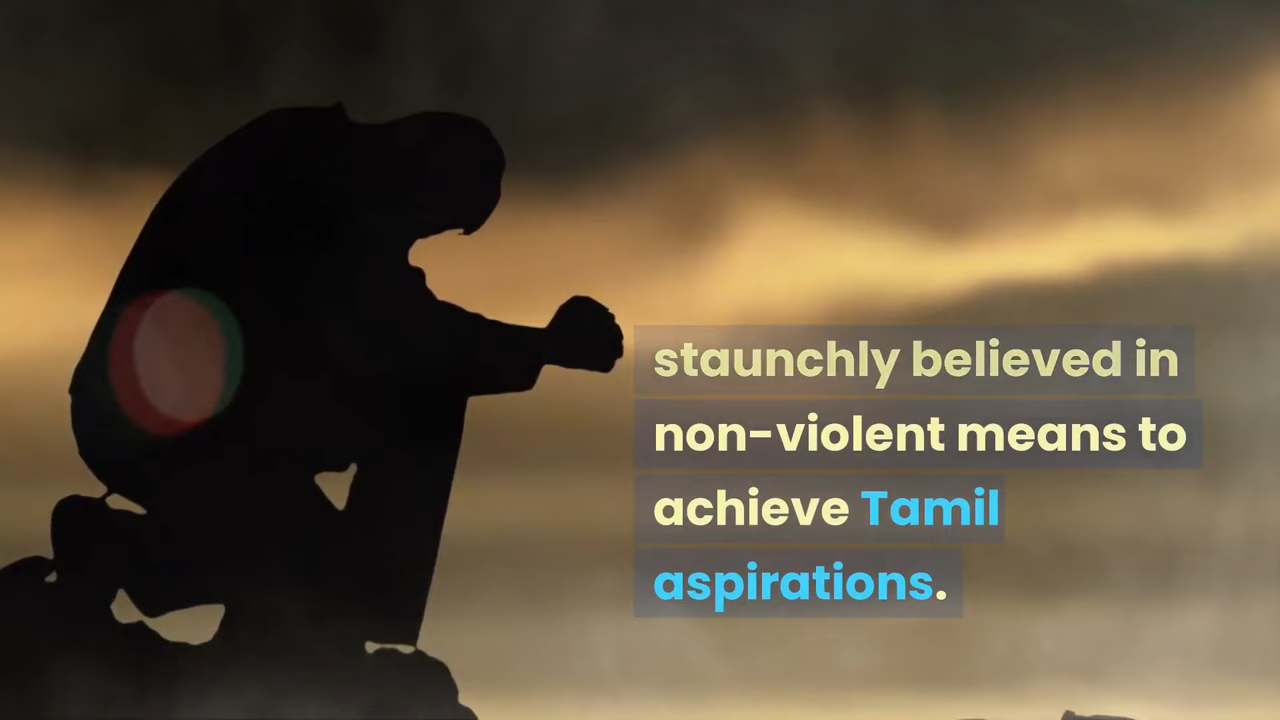 staunchly believed in
non-violent means to
achieve Tamil
aspirations.